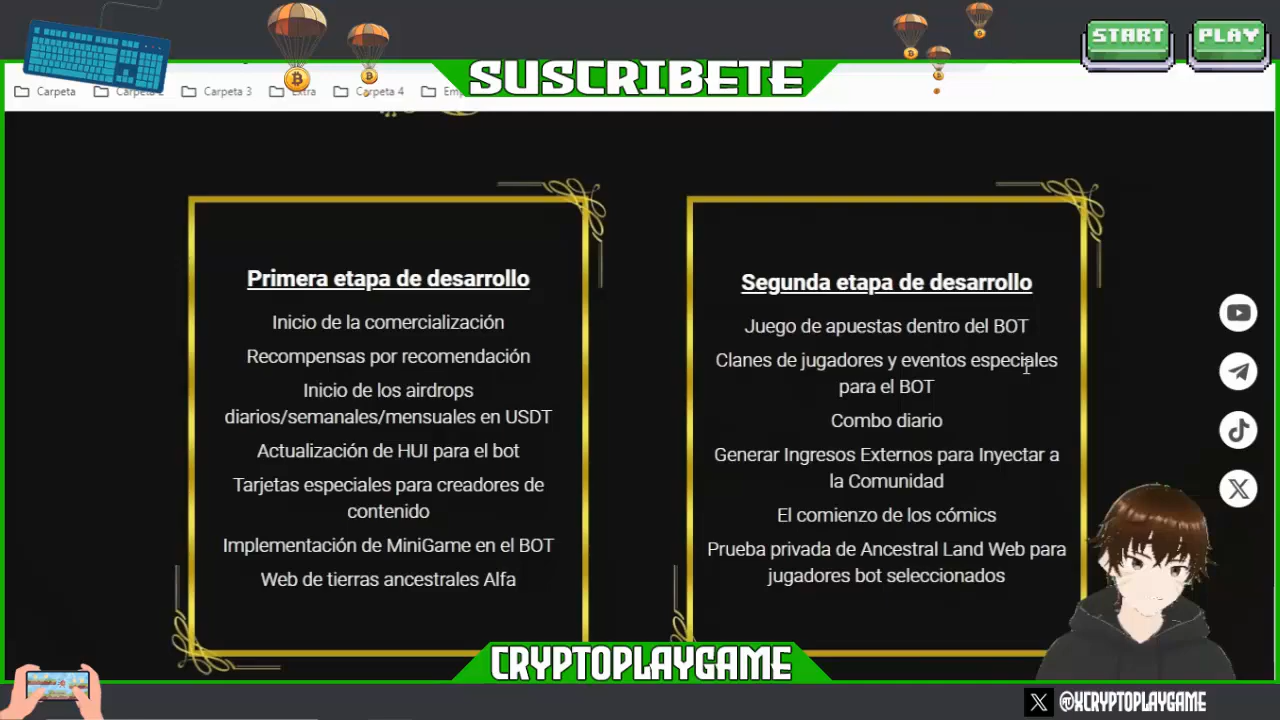 START
PLAY
SUSCRIBETE
Carpeta
Carpeta 3
Extra
Carpeta 4
Primera etapa de desarrollo
Inicio de la comercialización
Recompensas por recomendación
Inicio de los airdrops
diarios/semanales/mensuales en USDT
Actualización de HUI para el bot
Tarjetas especiales para creadores de
contenido
Implementación de MiniGame en el BOT
Web de tierras ancestrales Alfa
Segunda etapa de desarrollo
Juego de apuestas dentro del BOT
Clanes de jugadores y eventos especiales
para el BOT
Combo diario
Generar Ingresos Externos para Inyectar a
la Comunidad
El comienzo de los cómics
Prueba privada de Ancestral Land Web para
jugadores bot seleccionados
CRYPTOPLAYGAME
@XCRYPTOPLAYGAME